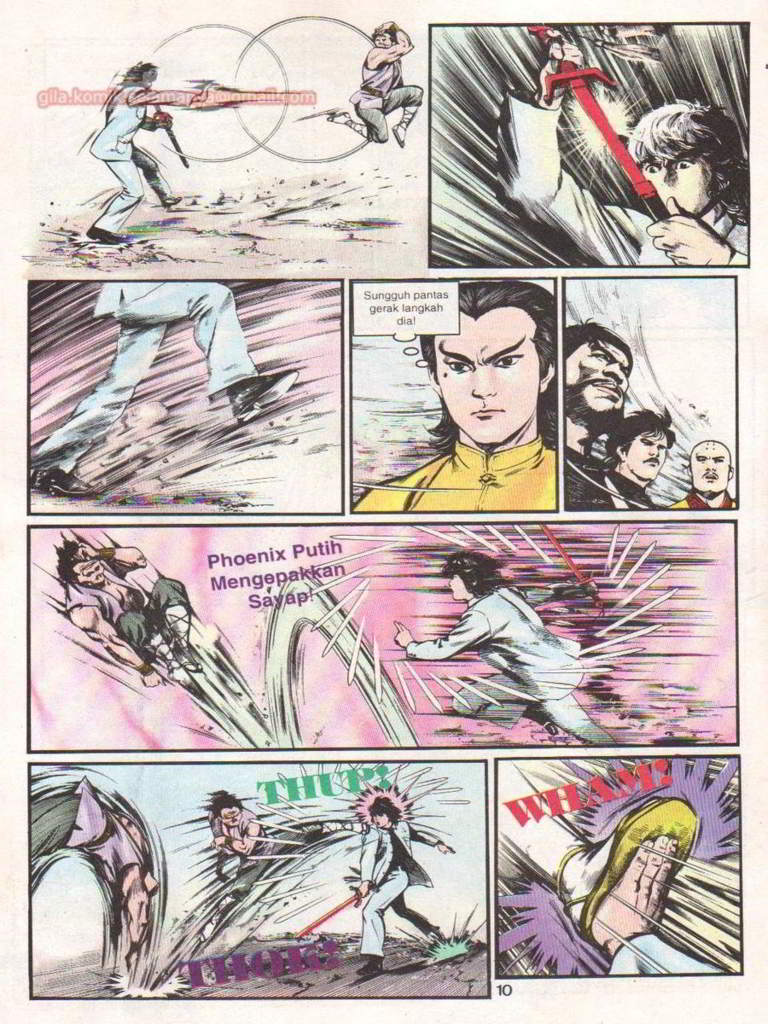 Sungguh pantas
gerak langkah
dia!
Phoenix Putih
Mengepakkan
Sayap!
THUP!
THOK!
WHAM!
10